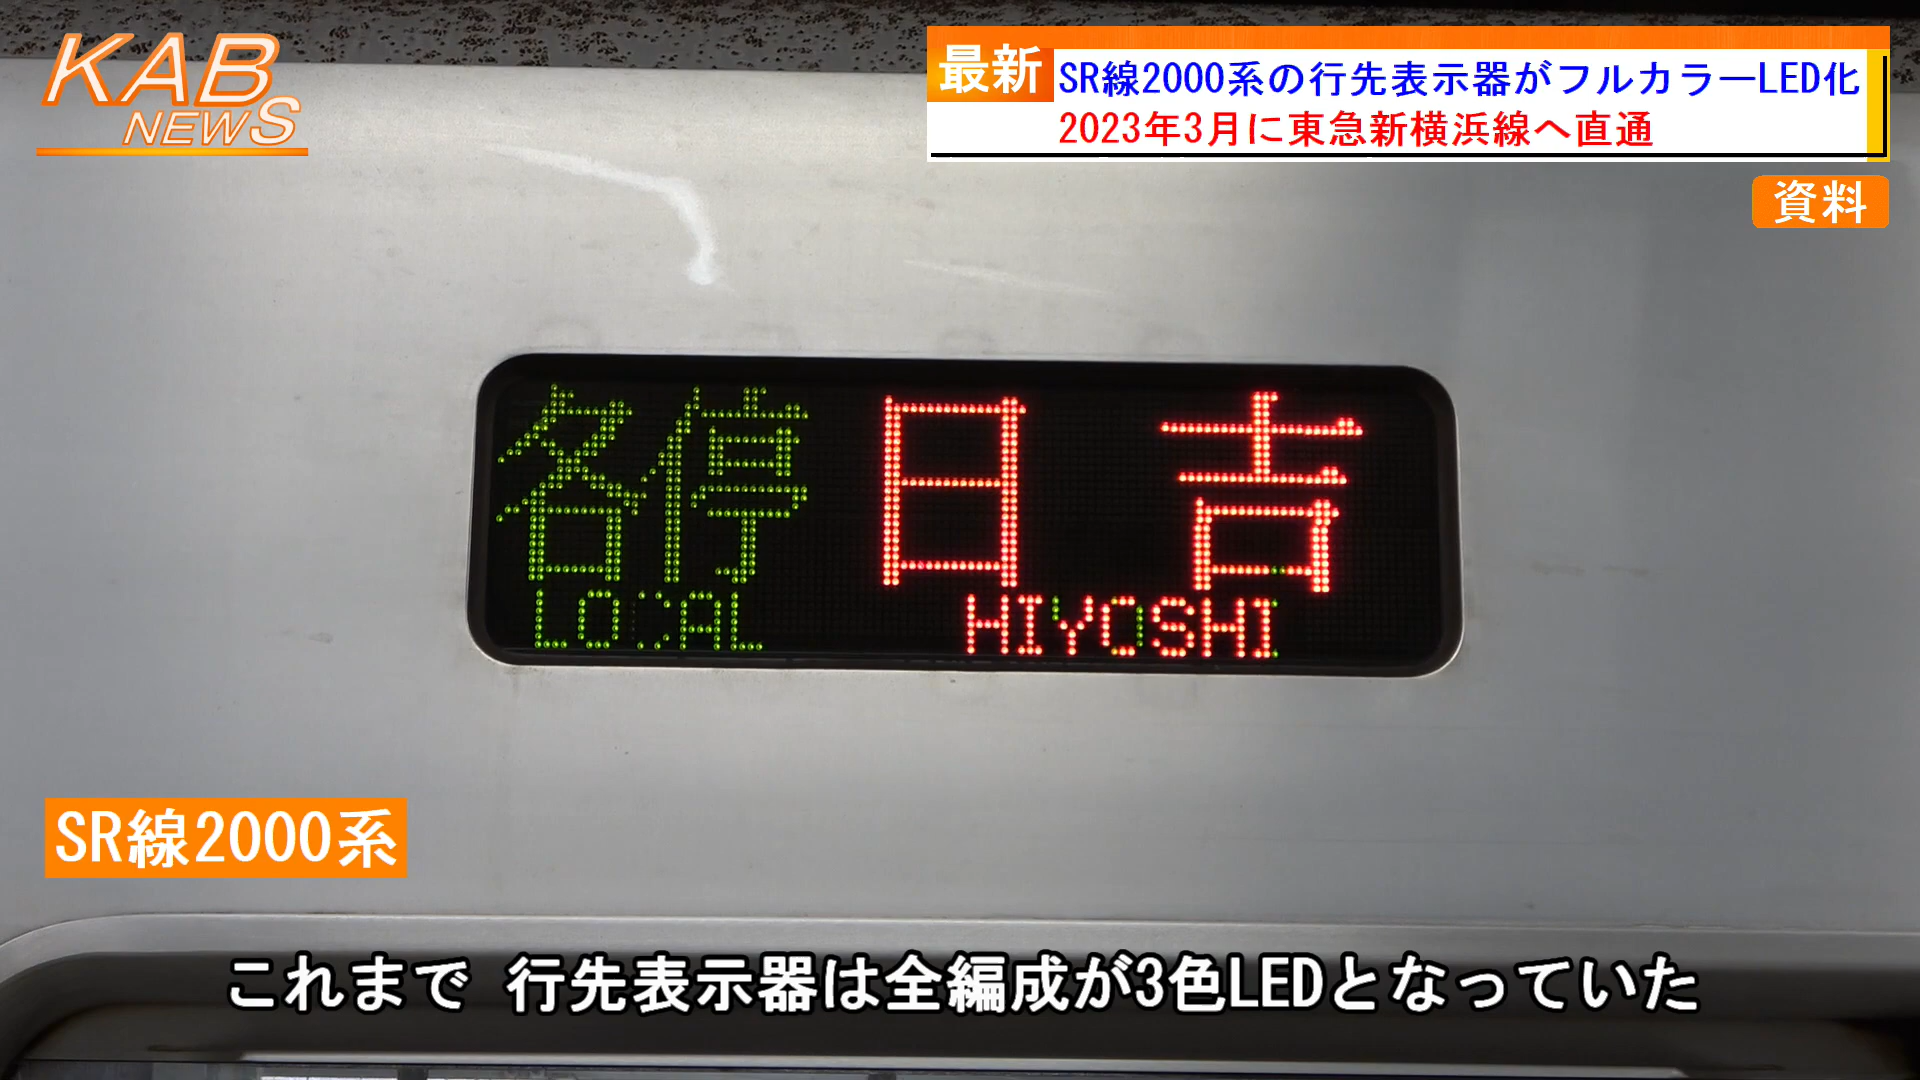 KAB
NEWS
最新
SR線2000系の行先表示器がフルカラーLED化
2023年3月に東急新横浜線へ直通
資料
各停 日吉
LOCAL HIYOSHI
SR線2000系
これまで 行先表示器は全編成が3色LEDとなっていた